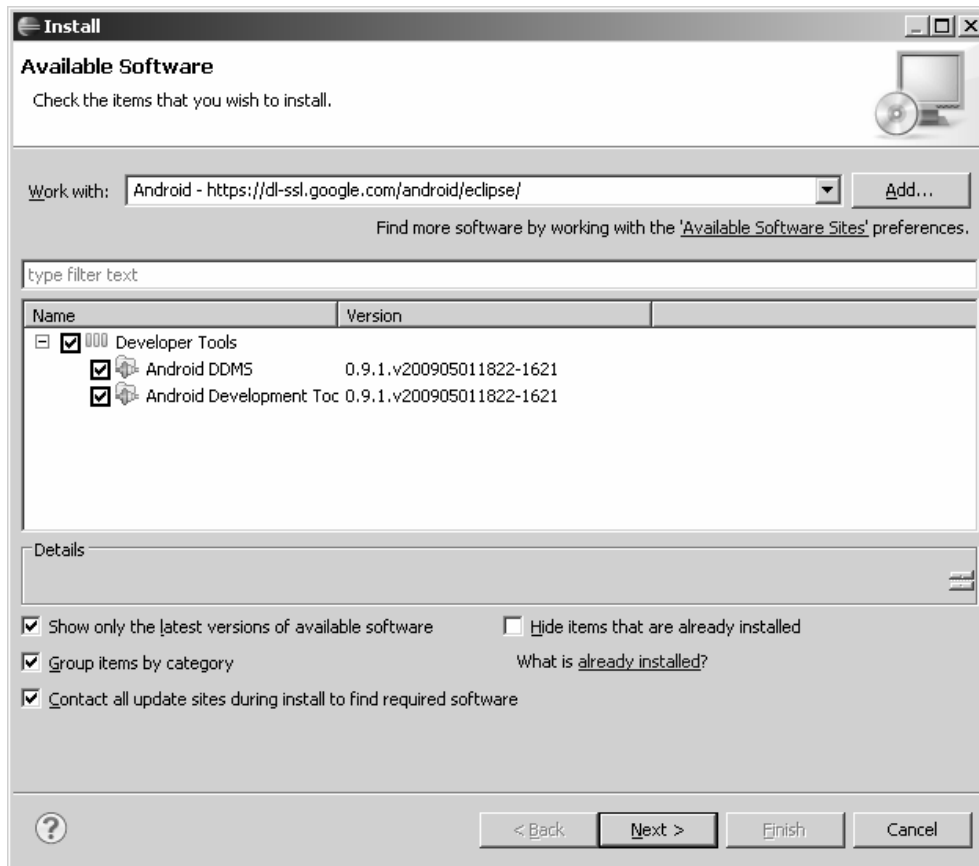 Install
Available Software
Check the items that you wish to install.
Work with: Android - https://dl-ssl.google.com/android/eclipse/ Add...
Find more software by working with the 'Available Software Sites' preferences.
type filter text
Name Version
Developer Tools
Android DDMS 0.9.1.v200905011822-1621
Android Development Toc 0.9.1.v200905011822-1621
Details
Show only the latest versions of available software Hide items that are already installed
Group items by category What is already installed?
Contact all update sites during install to find required software
? < Back Next > Finish Cancel